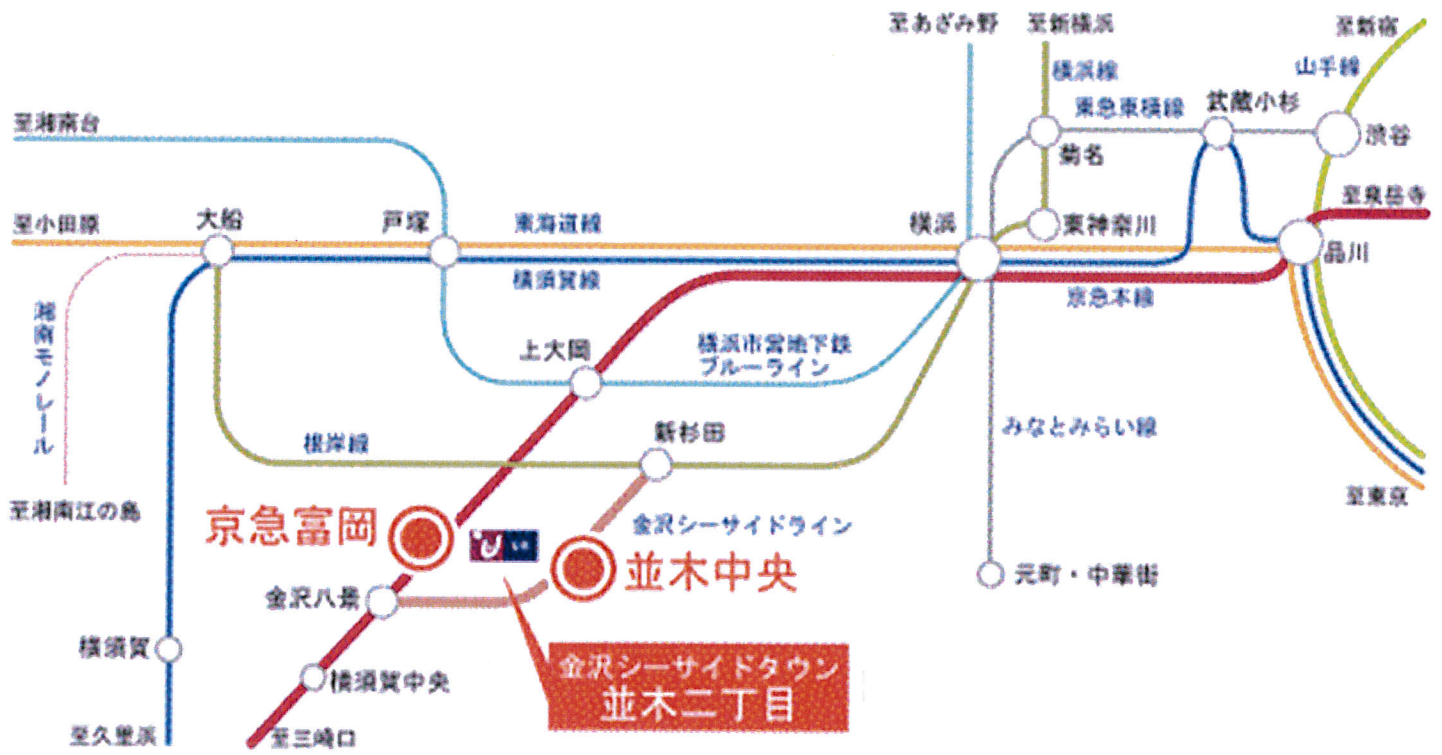 至あざみ野
至新横浜
至新宿
横浜線
山手線
東急東横線
武蔵小杉
至湘南台
菊名
渋谷
至泉岳寺
至小田原
大船
戸塚
東海道線
横浜
東神奈川
品川
横須賀線
京急本線
湘南モノレール
上大岡
横浜市営地下鉄
ブルーライン
新杉田
みなとみらい線
根岸線
至湘南江の島
至東京
京急富岡
金沢シーサイドライン
並木中央
元町・中華街
金沢八景
横須賀
横須賀中央
金沢シーサイドタウン
並木二丁目
至久里浜
至三崎口